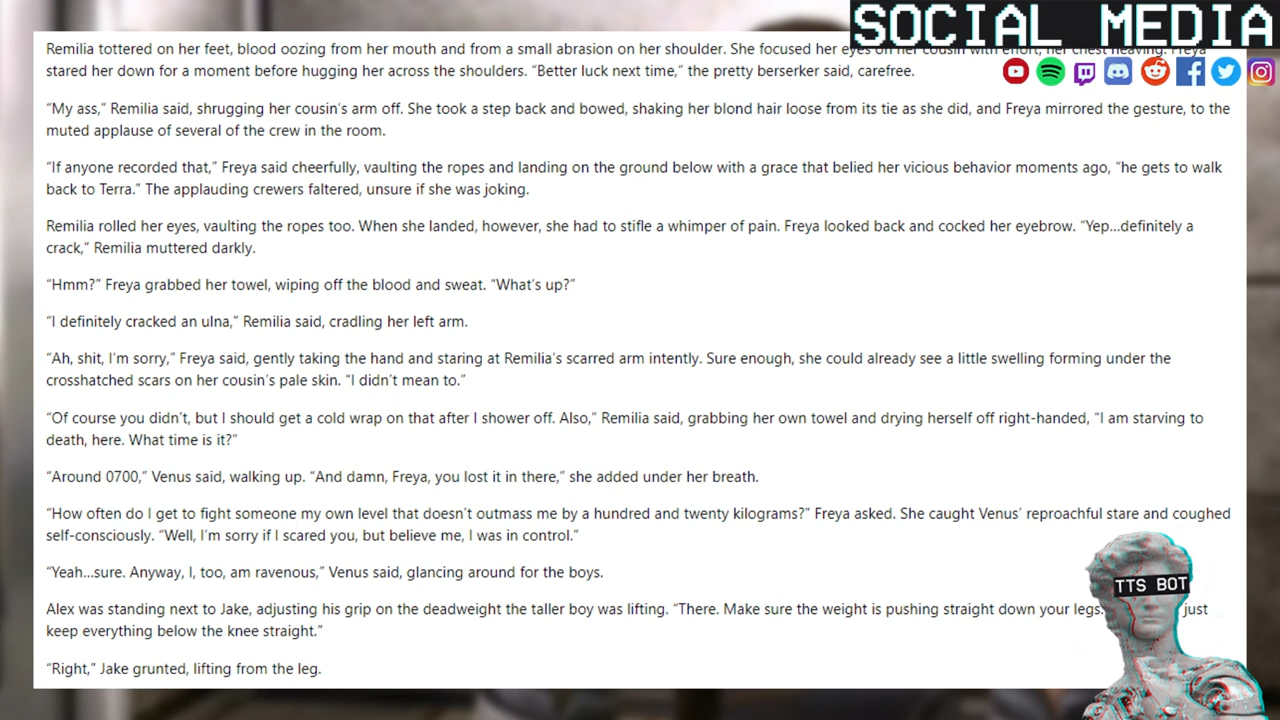 SOCIAL MEDIA
Remilia tottered on her feet, blood oozing from her mouth and from a small abrasion on her shoulder. She focused her eyes on her cousin with effort, her chest heaving. Freya
stared her down for a moment before hugging her across the shoulders. “Better luck next time,” the pretty berserker said, carefree.
“My ass,” Remilia said, shrugging her cousin’s arm off. She took a step back and bowed, shaking her blond hair loose from its tie as she did, and Freya mirrored the gesture, to the
muted applause of several of the crew in the room.
“If anyone recorded that,” Freya said cheerfully, vaulting the ropes and landing on the ground below with a grace that belied her vicious behavior moments ago, “he gets to walk
back to Terra.” The applauding crewers faltered, unsure if she was joking.
Remilia rolled her eyes, vaulting the ropes too. When she landed, however, she had to stifle a whimper of pain. Freya looked back and cocked her eyebrow. “Yep…definitely a
crack,” Remilia muttered darkly.
“Hmm?” Freya grabbed her towel, wiping off the blood and sweat. “What’s up?”
“I definitely cracked an ulna,” Remilia said, cradling her left arm.
“Ah, shit, I’m sorry,” Freya said, gently taking the hand and staring at Remilia’s scarred arm intently. Sure enough, she could already see a little swelling forming under the
crosshatched scars on her cousin’s pale skin. “I didn’t mean to.”
“Of course you didn’t, but I should get a cold wrap on that after I shower off. Also,” Remilia said, grabbing her own towel and drying herself off right-handed, “I am starving to
death, here. What time is it?”
“Around 0700,” Venus said, walking up. “And damn, Freya, you lost it in there,” she added under her breath.
“How often do I get to fight someone my own level that doesn’t outmass me by a hundred and twenty kilograms?” Freya asked. She caught Venus’ reproachful stare and coughed
self-consciously. “Well, I’m sorry if I scared you, but believe me, I was in control.”
“Yeah…sure. Anyway, I, too, am ravenous,” Venus said, glancing around for the boys.
Alex was standing next to Jake, adjusting his grip on the deadweight the taller boy was lifting. “There. Make sure the weight is pushing straight down your legs. just
keep everything below the knee straight.”
“Right,” Jake grunted, lifting from the leg.
TTS BOT